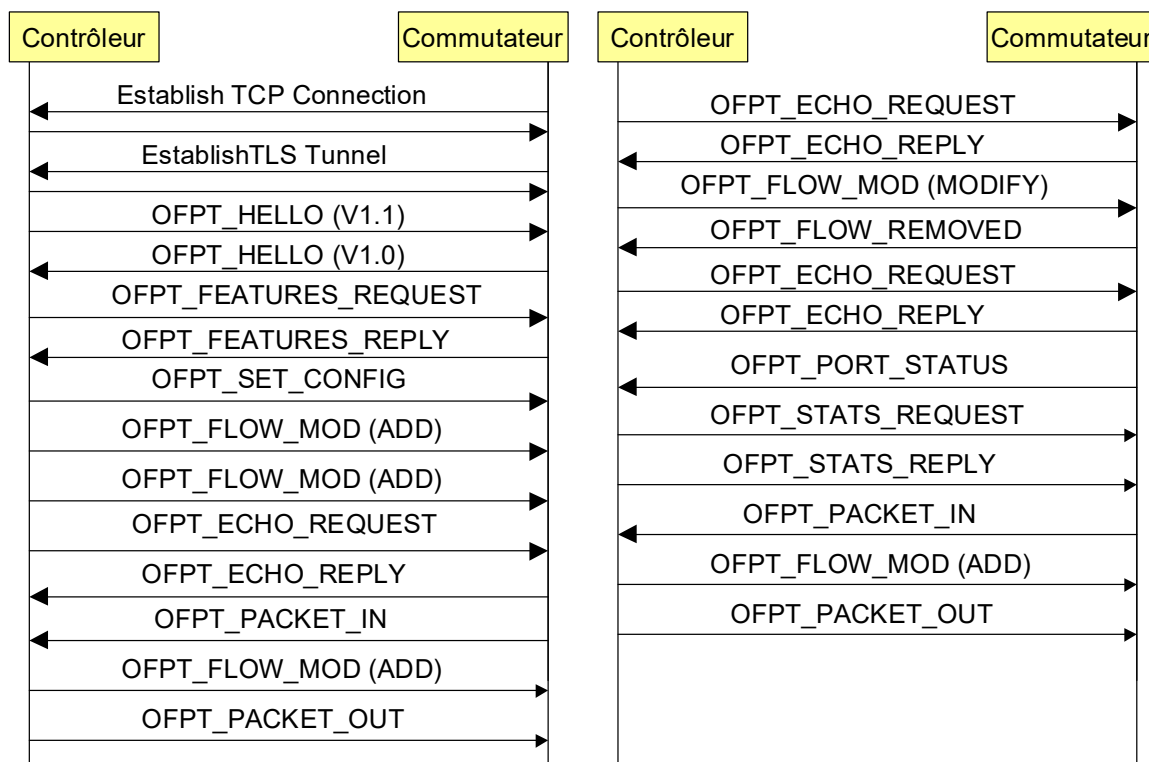 Contrôleur
Commutateur
Establish TCP Connection
EstablishTLS Tunnel
OFPT_HELLO (V1.1)
OFPT_HELLO (V1.0)
OFPT_FEATURES_REQUEST
OFPT_FEATURES_REPLY
OFPT_SET_CONFIG
OFPT_FLOW_MOD (ADD)
OFPT_FLOW_MOD (ADD)
OFPT_ECHO_REQUEST
OFPT_ECHO_REPLY
OFPT_PACKET_IN
OFPT_FLOW_MOD (ADD)
OFPT_PACKET_OUT
Contrôleur
Commutateur
OFPT_ECHO_REQUEST
OFPT_ECHO_REPLY
OFPT_FLOW_MOD (MODIFY)
OFPT_FLOW_REMOVED
OFPT_ECHO_REQUEST
OFPT_ECHO_REPLY
OFPT_PORT_STATUS
OFPT_STATS_REQUEST
OFPT_STATS_REPLY
OFPT_PACKET_IN
OFPT_FLOW_MOD (ADD)
OFPT_PACKET_OUT